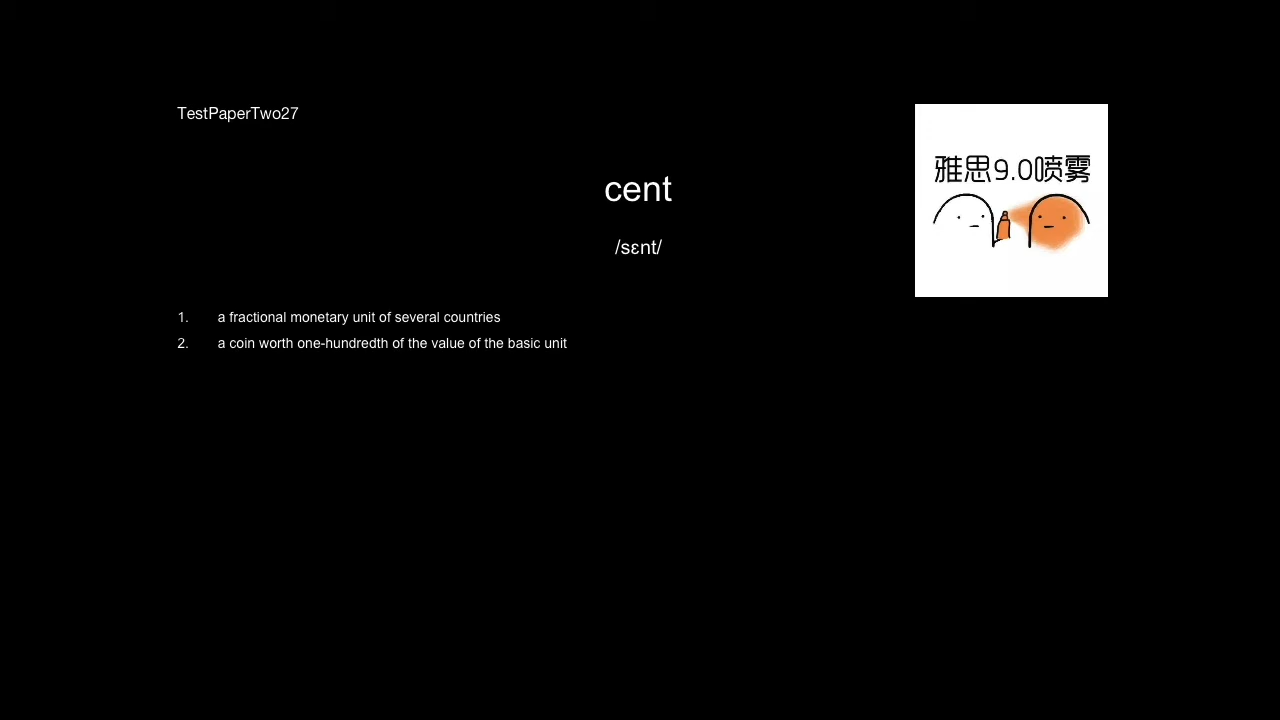 TestPaperTwo27
雅思9.0喷雾
cent
/sɛnt/
1. a fractional monetary unit of several countries
2. a coin worth one-hundredth of the value of the basic unit